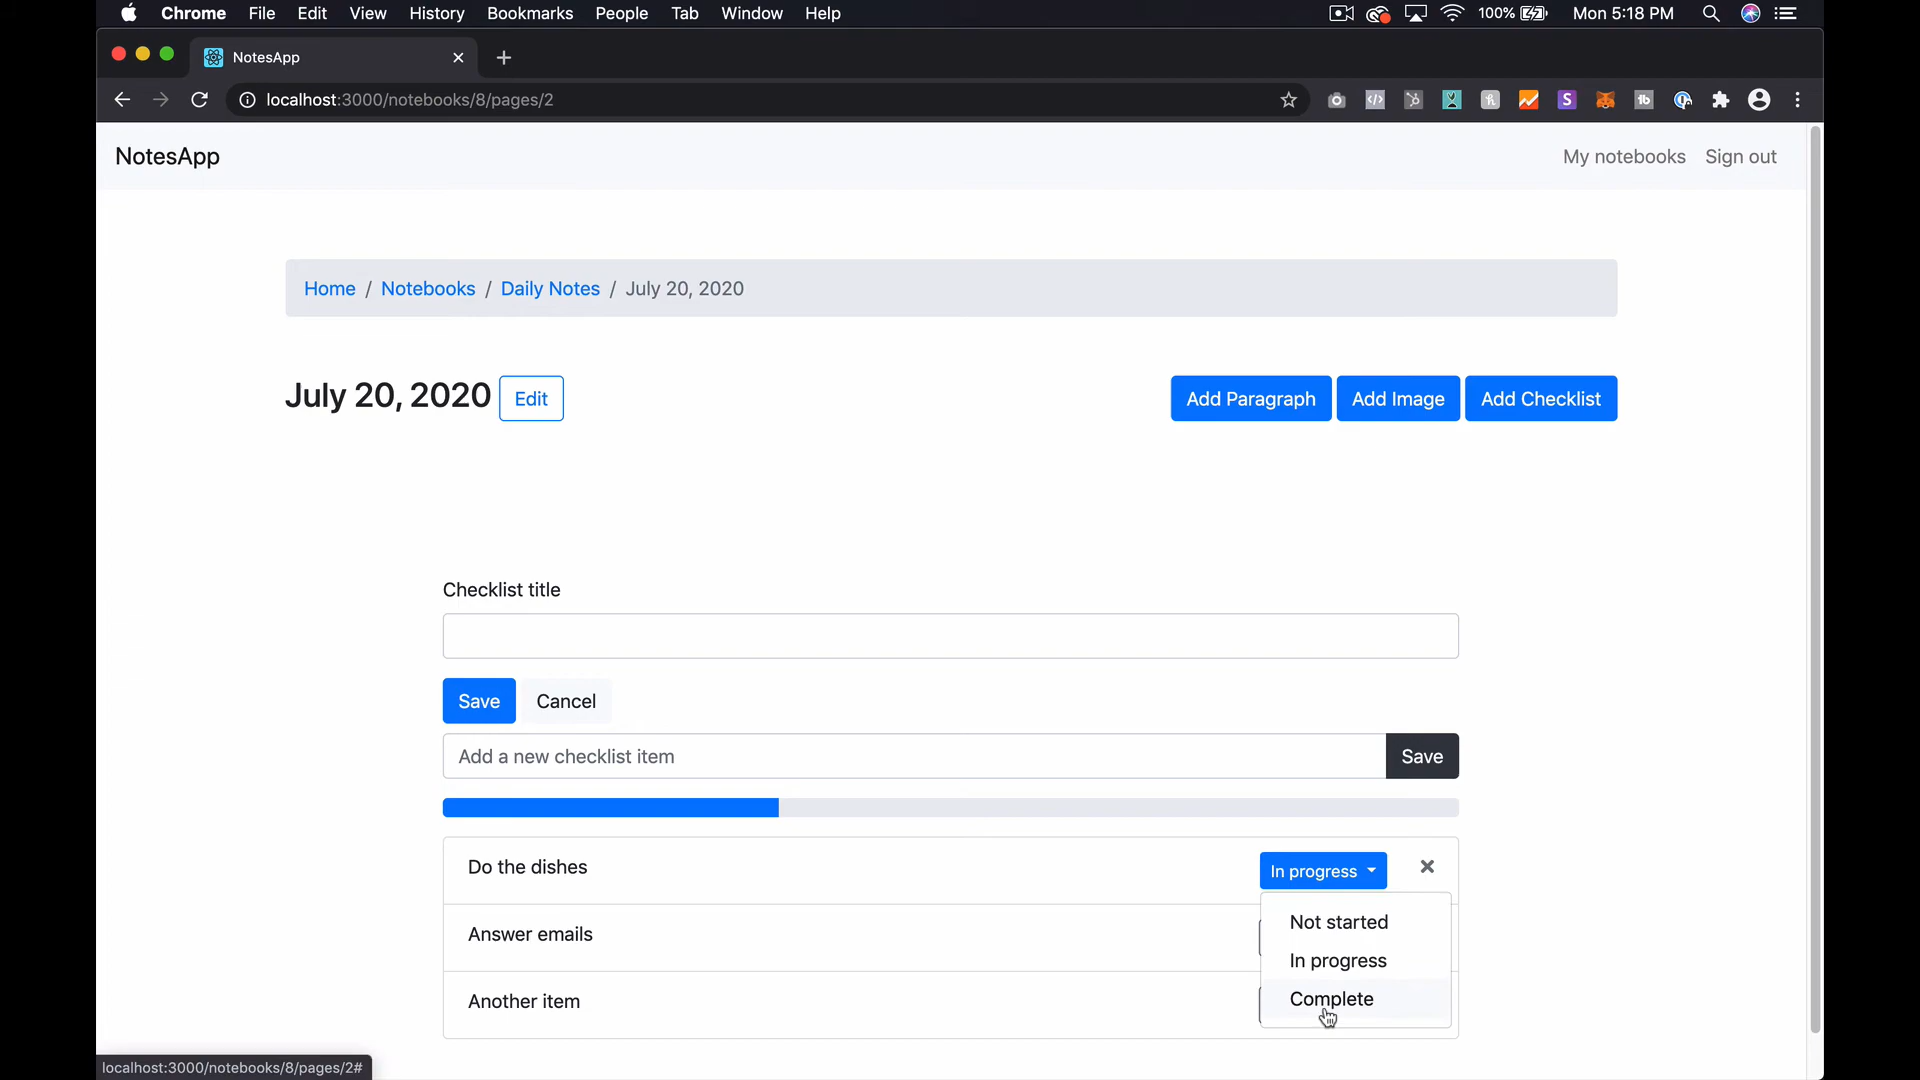 Chrome File Edit View History Bookmarks People Tab Window Help 100% Mon 5:18 PM
NotesApp
localhost:3000/notebooks/8/pages/2
NotesApp My notebooks Sign out
Home / Notebooks / Daily Notes / July 20, 2020
July 20, 2020 Edit Add Paragraph Add Image Add Checklist
Checklist title
Save Cancel
Add a new checklist item Save
Do the dishes In progress
Not started
Answer emails
In progress
Complete
Another item
localhost:3000/notebooks/8/pages/2#